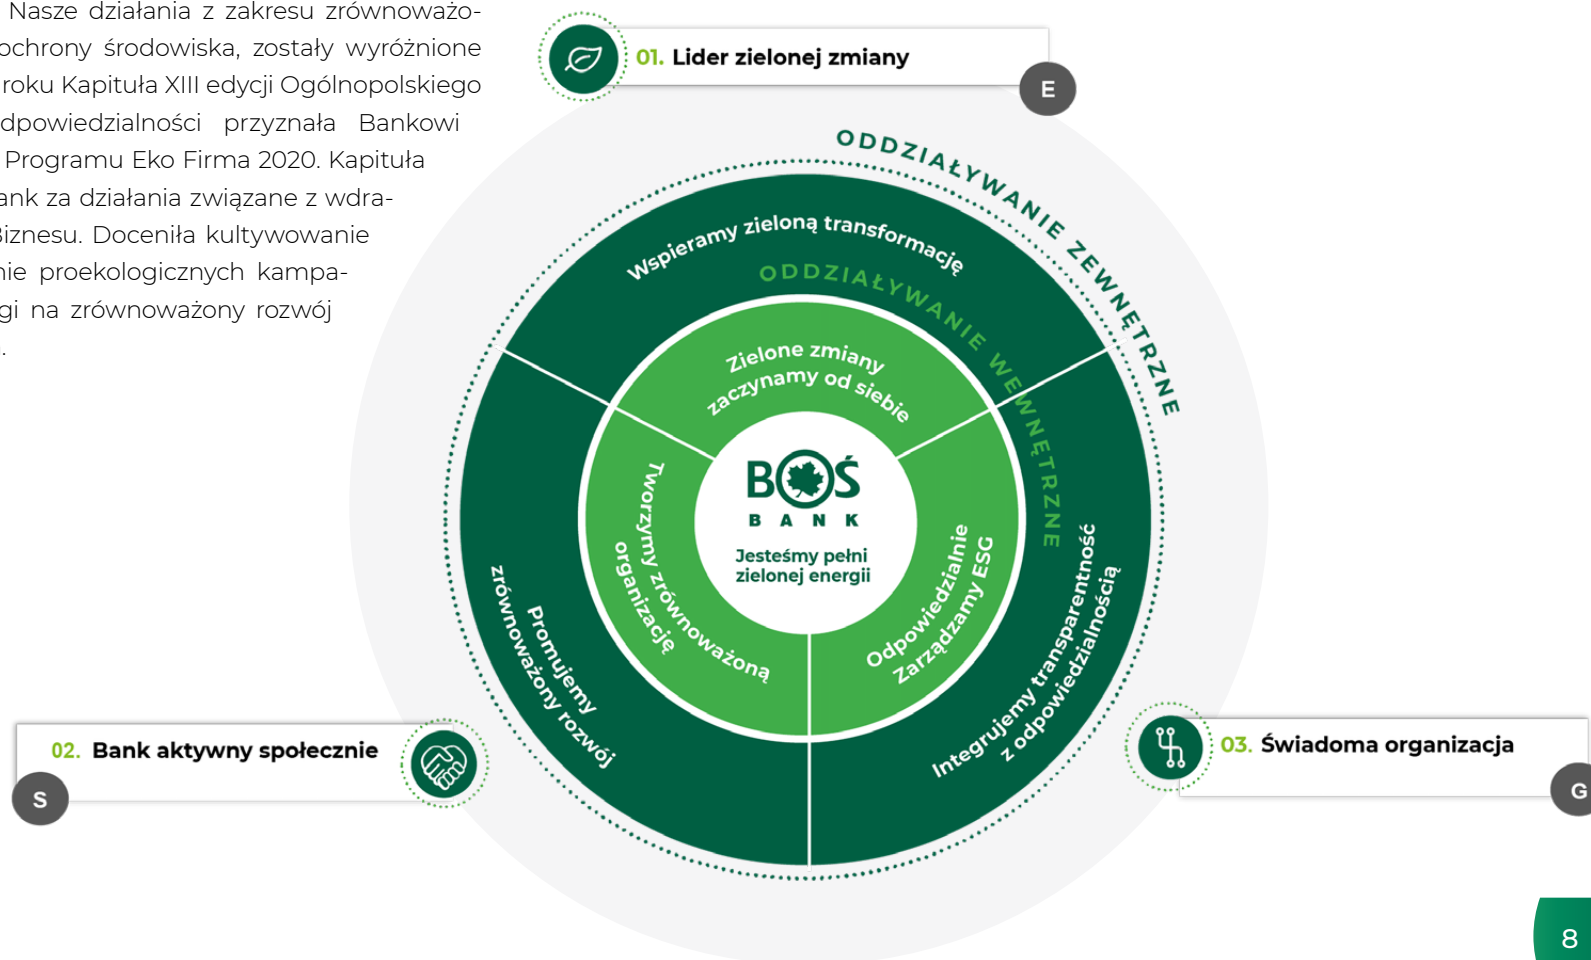 Nasze działania z zakresu zrównoważo-
ochrony środowiska, zostały wyróżnione
roku Kapituła XIII edycji Ogólnopolskiego
dpowiedzialności przyznała Bankowi
Programu Eko Firma 2020. Kapituła
ank za działania związane z wdra-
Biznesu. Doceniła kultywowanie
nie proekologicznych kampa-
gi na zrównoważony rozwój
01. Lider zielonej zmiany
E
ODDZIAŁYWANIE ZEWNĘTRZNE
Wspieramy zieloną transformację
ODDZIAŁYWANIE WEWNĘTRZNE
Zielone zmiany
zaczynamy od siebie
BOŚ
BANK
Jesteśmy pełni
zielonej energii
Tworzymy zrównoważoną
organizację
Odpowiedzialnie
Zarządzamy ESG
Promujemy
zrównoważony rozwój
Integrujemy transparentność
z odpowiedzialnością
02. Bank aktywny społecznie
S
03. Świadoma organizacja
G
8